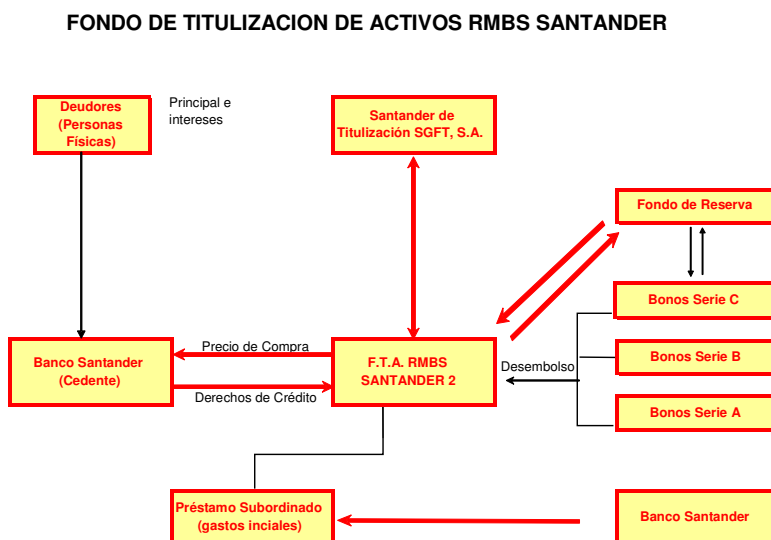 FONDO DE TITULIZACION DE ACTIVOS RMBS SANTANDER
Deudores
(Personas
Físicas)
Principal e
intereses
Santander de
Titulización SGFT, S.A.
Fondo de Reserva
Bonos Serie C
Banco Santander
(Cedente)
Precio de Compra
Derechos de Crédito
F.T.A. RMBS
SANTANDER 2
Desembolso
Bonos Serie B
Bonos Serie A
Préstamo Subordinado
(gastos inciales)
Banco Santander